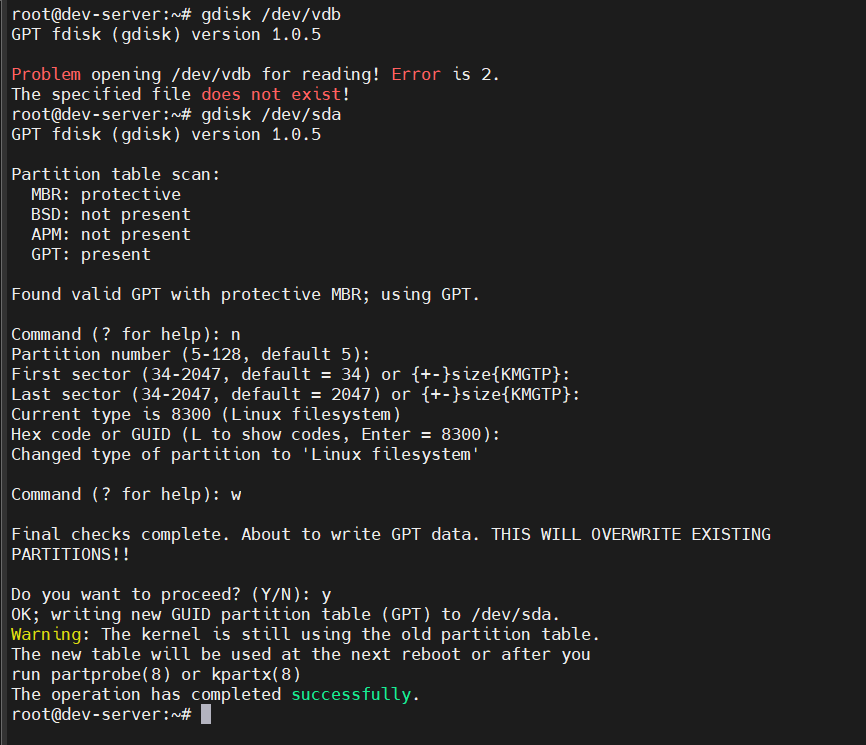 root@dev-server:~# gdisk /dev/vdb
GPT fdisk (gdisk) version 1.0.5
Problem opening /dev/vdb for reading! Error is 2.
The specified file does not exist!
root@dev-server:~# gdisk /dev/sda
GPT fdisk (gdisk) version 1.0.5
Partition table scan:
  MBR: protective
  BSD: not present
  APM: not present
  GPT: present
Found valid GPT with protective MBR; using GPT.
Command (? for help): n
Partition number (5-128, default 5):
First sector (34-2047, default = 34) or {+-}size{KMGTP}:
Last sector (34-2047, default = 2047) or {+-}size{KMGTP}:
Current type is 8300 (Linux filesystem)
Hex code or GUID (L to show codes, Enter = 8300):
Changed type of partition to 'Linux filesystem'
Command (? for help): w
Final checks complete. About to write GPT data. THIS WILL OVERWRITE EXISTING
PARTITIONS!!
Do you want to proceed? (Y/N): y
OK; writing new GUID partition table (GPT) to /dev/sda.
Warning: The kernel is still using the old partition table.
The new table will be used at the next reboot or after you
run partprobe(8) or kpartx(8)
The operation has completed successfully.
root@dev-server:~#